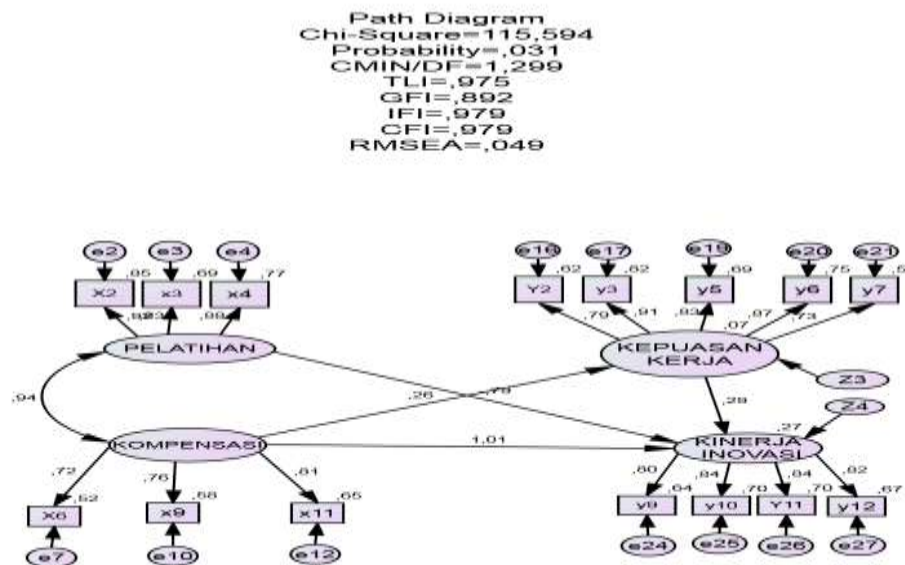 Path Diagram
Chi-Square=115,594
Probability=,031
CMIN/DF=1,299
TLI=,975
GFI=,892
IFI=,979
CFI=,979
RMSEA=,049
e2 e3 e4 e16 e17 e19 e20 e21
,85 ,69 ,77 ,62 ,62 ,69 ,75
X2 x3 x4 Y2 y3 y5 y6 y7
,88 ,79 ,91 ,83 ,87 ,73
,07
PELATIHAN KEPUASAN
KERJA
Z3
,94 ,26 ,29 Z4
,27
KOMPENSASI 1,01 KINERJA
INOVASI
,72 ,76 ,81 ,80 ,84 ,84 ,82
,52 ,65 ,64 ,70 ,70 ,67
X6 x9 x11 y9 y10 Y11 y12
e7 e10 e12 e24 e25 e26 e27